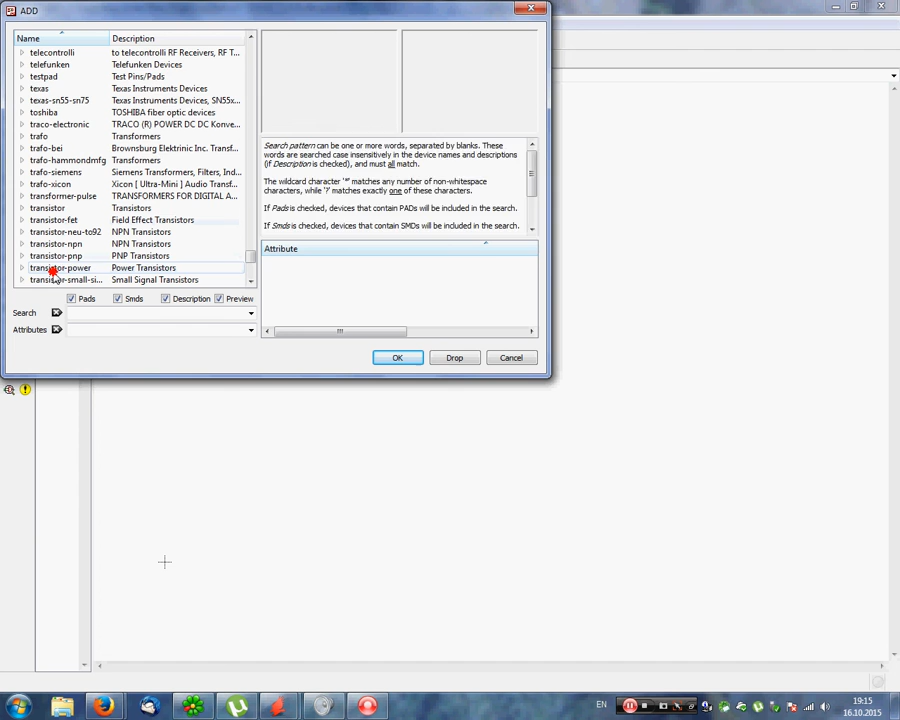 ADD
Name Description
telecontrolli to telecontrolli RF Receivers, RF T...
telefunken Telefunken Devices
testpad Test Pins/Pads
texas Texas Instruments Devices
texas-sn55-sn75 Texas Instruments Devices, SN55x...
toshiba TOSHIBA fiber optic devices
traco-electronic TRACO (R) POWER DC DC Konve...
trafo Transformers
trafo-bei Brownsburg Elektrinic Inc. Transf...
trafo-hammondmfg Transformers
trafo-siemens Siemens Transformers, Filters, Ind...
trafo-xicon Xicon [ Ultra-Mini ] Audio Transf...
transformer-pulse TRANSFORMERS FOR DIGITAL A...
transistor Transistors
transistor-fet Field Effect Transistors
transistor-neu-to92 NPN Transistors
transistor-npn NPN Transistors
transistor-pnp PNP Transistors
transistor-power Power Transistors
transistor-small-si... Small Signal Transistors
Pads Smds Description Preview
Search
Attributes
Search pattern can be one or more words, separated by blanks. These
words are searched case insensitively in the device names and descriptions
(if Description is checked), and must all match.
The wildcard character '*' matches any number of non-whitespace
characters, while '?' matches exactly one of these characters.
If Pads is checked, devices that contain PADs will be included in the search.
If Smds is checked, devices that contain SMDs will be included in the search.
Attribute
OK Drop Cancel
EN
19:15
16.10.2015